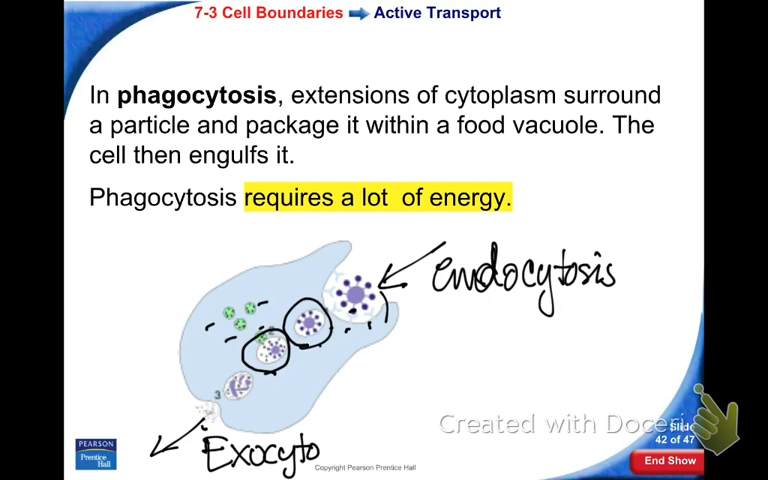 7-3 Cell Boundaries Active Transport
In phagocytosis, extensions of cytoplasm surround
a particle and package it within a food vacuole. The
cell then engulfs it.
Phagocytosis requires a lot of energy.
endocytosis
3
Exocyto
Created with Doceri
Slide
42 of 47
End Show
PEARSON
Prentice
Hall
Copyright Pearson Prentice Hall